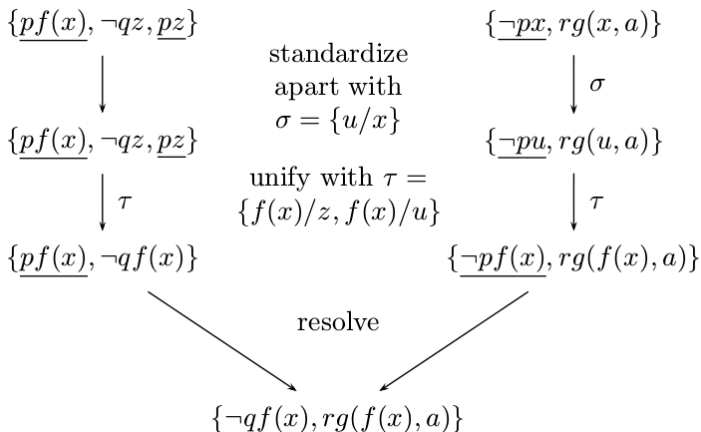 {pf(x), ¬qz, pz}
{¬px, rg(x, a)}
standardize
apart with
σ = {u/x}
σ
{pf(x), ¬qz, pz}
{¬pu, rg(u, a)}
unify with τ =
{f(x)/z, f(x)/u}
τ
τ
{pf(x), ¬qf(x)}
{¬pf(x), rg(f(x), a)}
resolve
{¬qf(x), rg(f(x), a)}